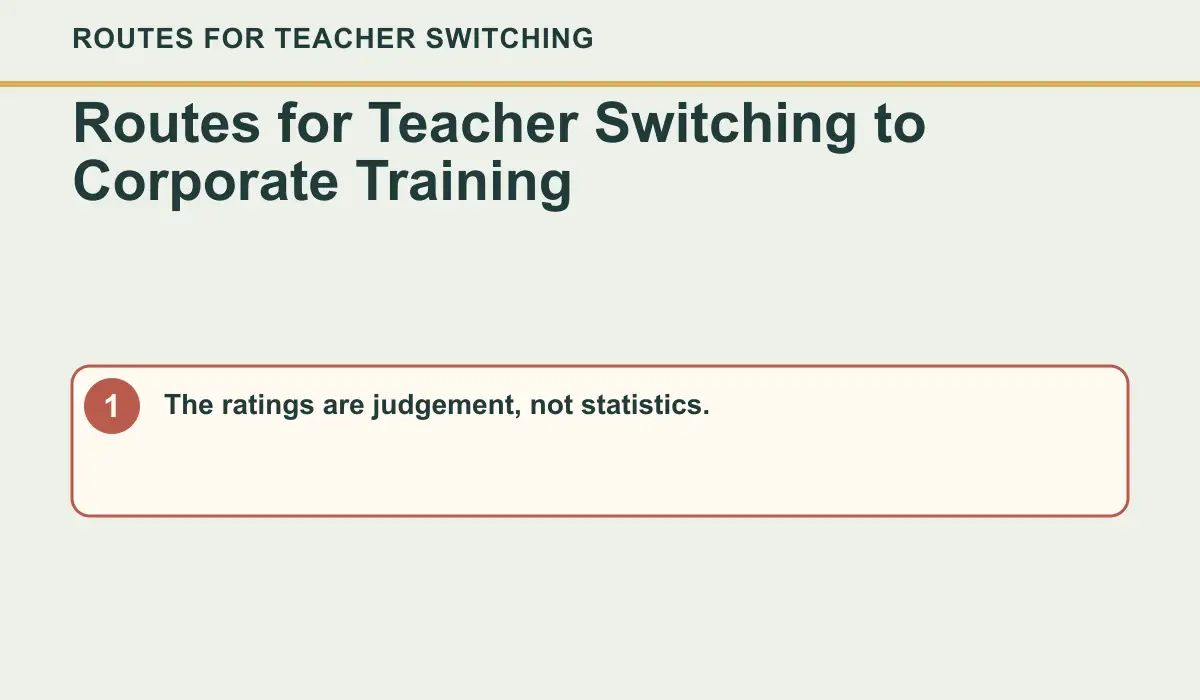 ROUTES FOR TEACHER SWITCHING
Routes for Teacher Switching to
Corporate Training
1
The ratings are judgement, not statistics.